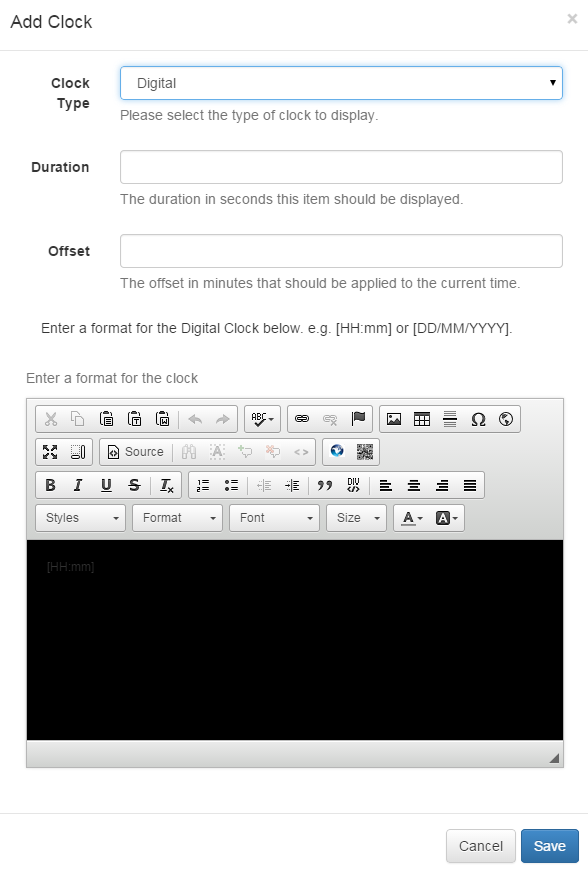 Add Clock ×
Clock Type
Digital
Please select the type of clock to display.
Duration
The duration in seconds this item should be displayed.
Offset
The offset in minutes that should be applied to the current time.
Enter a format for the Digital Clock below. e.g. [HH:mm] or [DD/MM/YYYY].
Enter a format for the clock
ABC Ω
Source
B I U S Tx DIV
Styles Format Font Size A A
[HH:mm]
Cancel Save